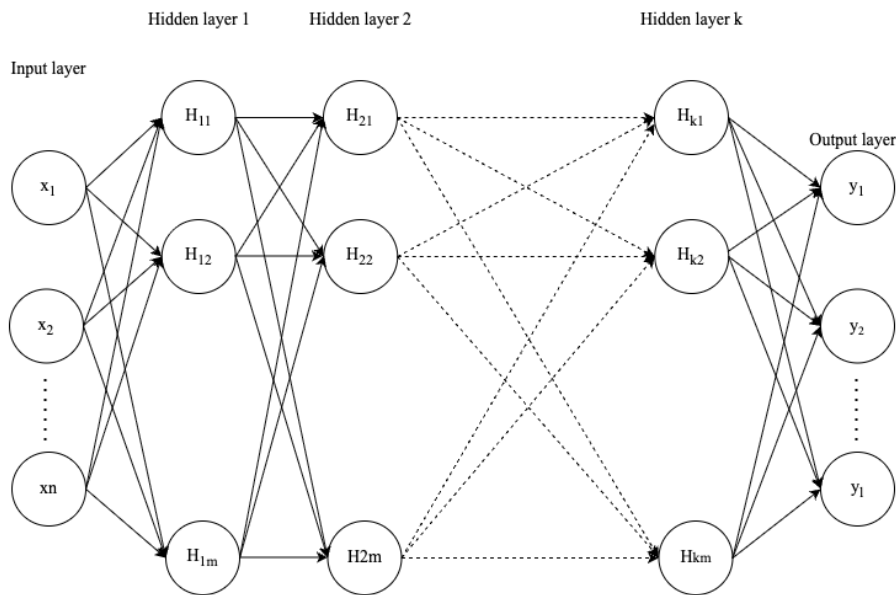 Hidden layer 1
Hidden layer 2
Hidden layer k
Input layer
Output layer
H₁₁
H₂₁
Hₖ₁
x₁
y₁
H₁₂
H₂₂
Hₖ₂
x₂
y₂
xn
yₗ
H₁ₘ
H2m
Hₖₘ